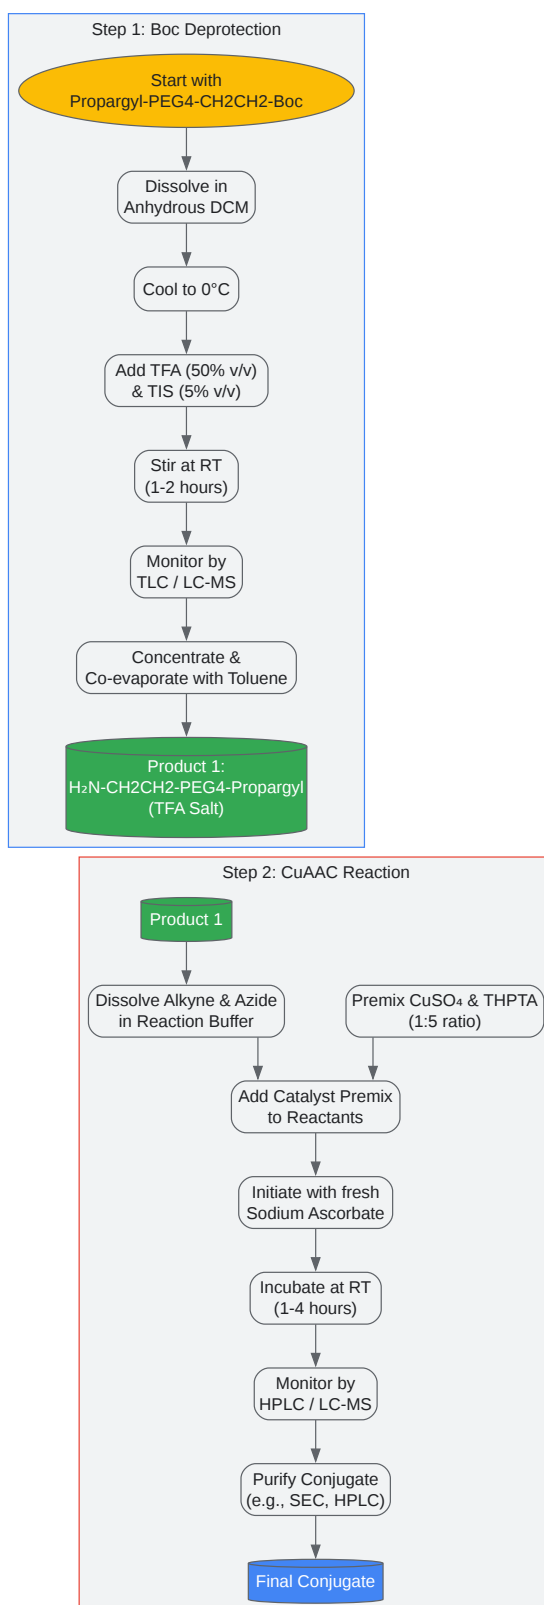 Step 1: Boc Deprotection
Start with
Propargyl-PEG4-CH2CH2-Boc
Dissolve in
Anhydrous DCM
Cool to 0°C
Add TFA (50% v/v)
& TIS (5% v/v)
Stir at RT
(1-2 hours)
Monitor by
TLC / LC-MS
Concentrate &
Co-evaporate with Toluene
Product 1:
H₂N-CH2CH2-PEG4-Propargyl
(TFA Salt)
Step 2: CuAAC Reaction
Product 1
Dissolve Alkyne & Azide
in Reaction Buffer
Premix CuSO₄ & THPTA
(1:5 ratio)
Add Catalyst Premix
to Reactants
Initiate with fresh
Sodium Ascorbate
Incubate at RT
(1-4 hours)
Monitor by
HPLC / LC-MS
Purify Conjugate
(e.g., SEC, HPLC)
Final Conjugate